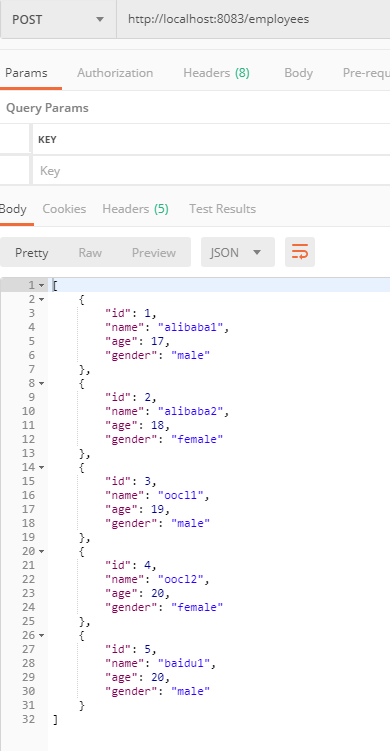 POST http://localhost:8083/employees
Params Authorization Headers (8) Body Pre-requ
Query Params
KEY
Key
Body Cookies Headers (5) Test Results
Pretty Raw Preview JSON
1 [
2 {
3 "id": 1,
4 "name": "alibaba1",
5 "age": 17,
6 "gender": "male"
7 },
8 {
9 "id": 2,
10 "name": "alibaba2",
11 "age": 18,
12 "gender": "female"
13 },
14 {
15 "id": 3,
16 "name": "oocl1",
17 "age": 19,
18 "gender": "male"
19 },
20 {
21 "id": 4,
22 "name": "oocl2",
23 "age": 20,
24 "gender": "female"
25 },
26 {
27 "id": 5,
28 "name": "baidu1",
29 "age": 20,
30 "gender": "male"
31 }
32 ]